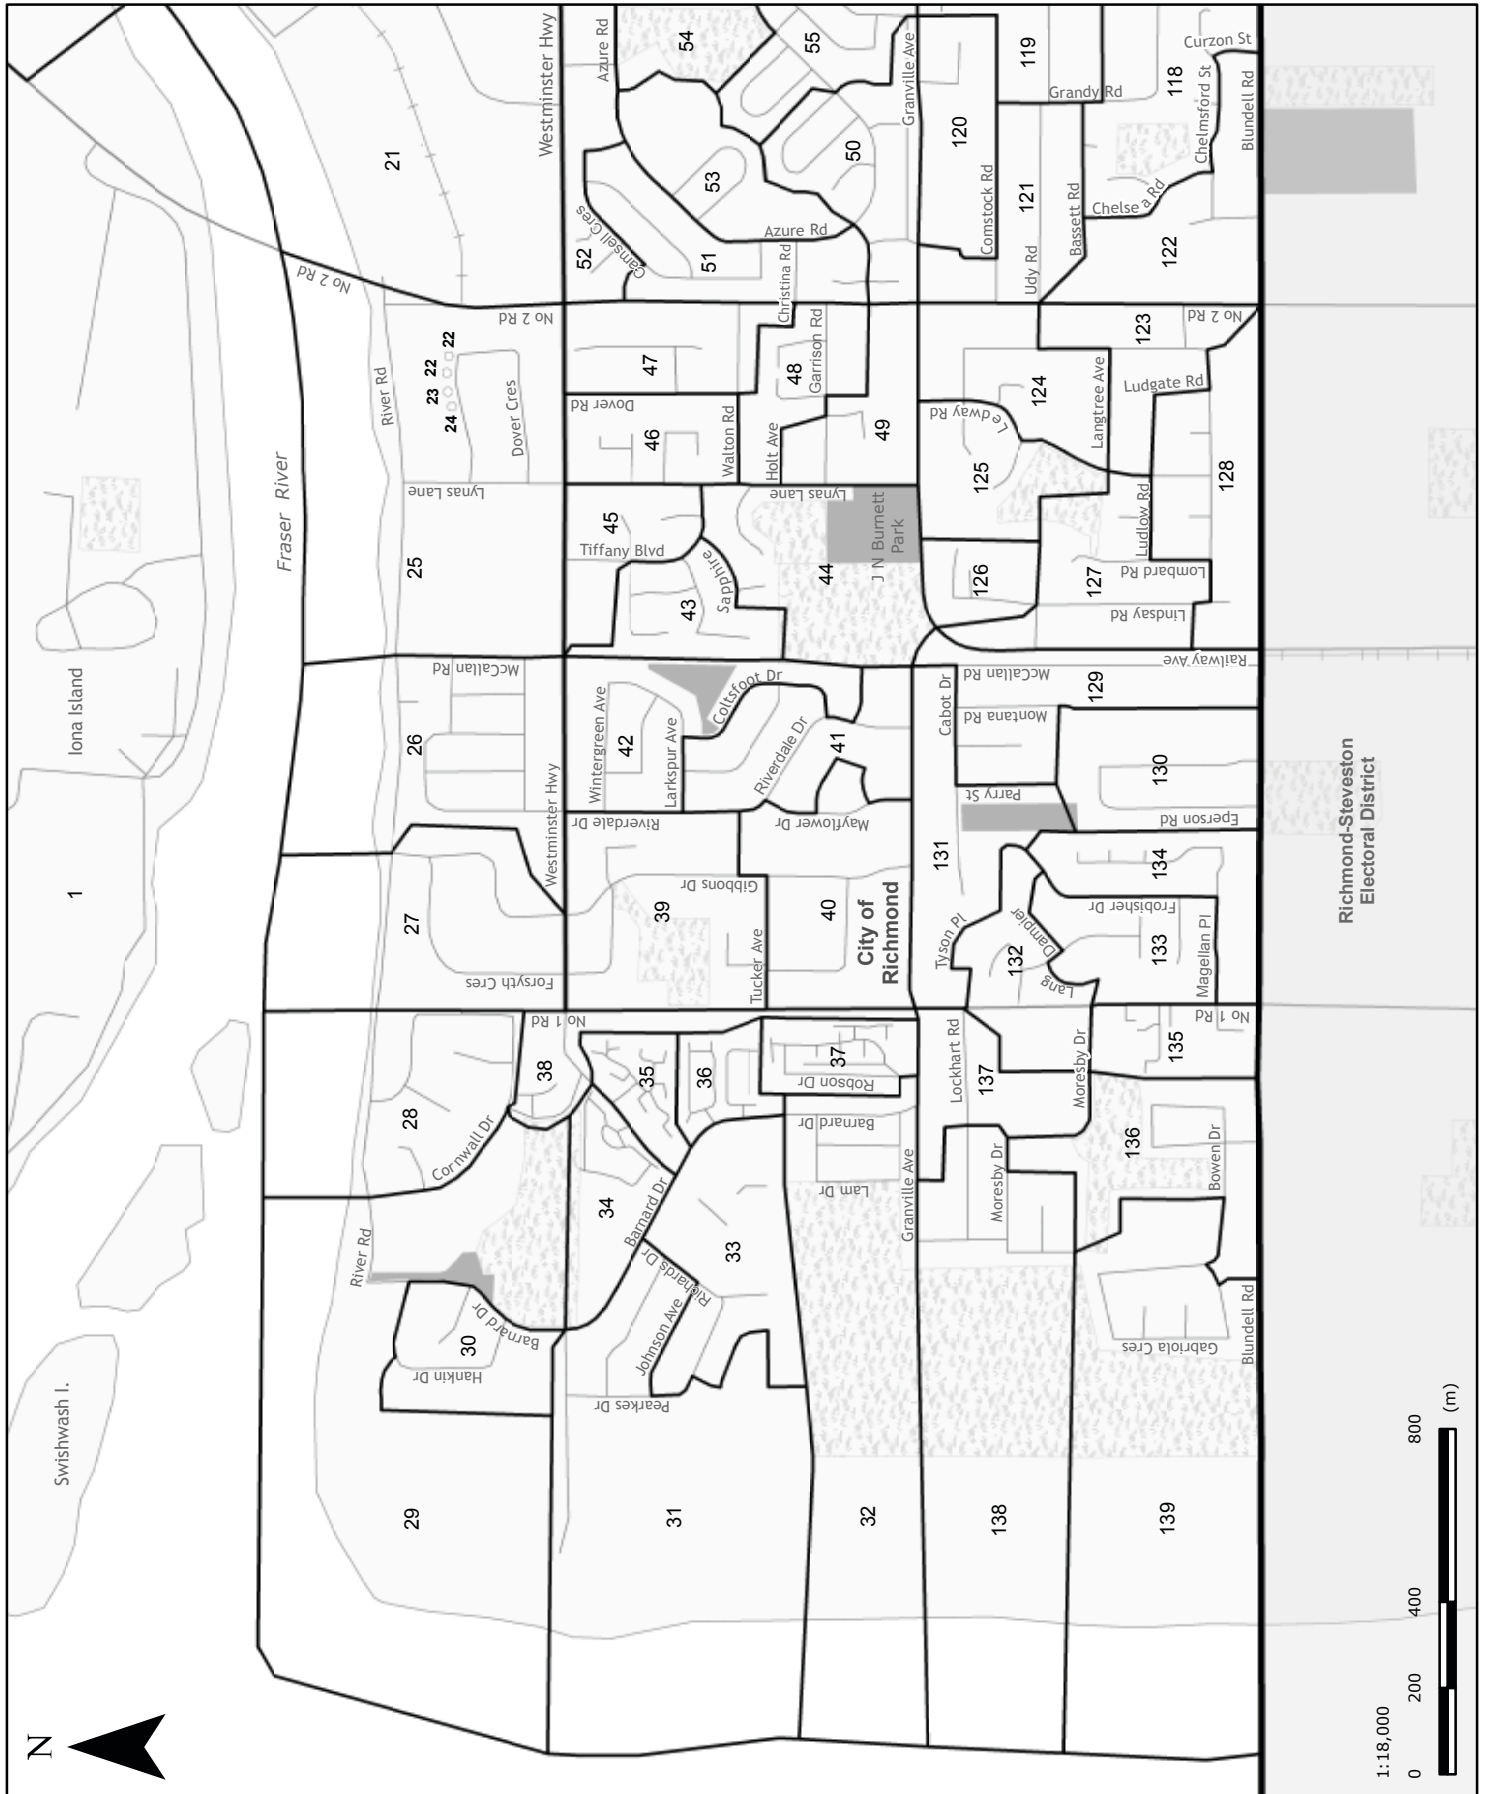 N
1
Iona Island
Swishwash I.
Fraser River
River Rd
River Rd
No 2 Rd
21
Westminster Hwy
No 2 Rd
22
22
23
24
Dover Cres
Lynas Lane
25
McCallan Rd
26
Westminster Hwy
27
Forsyth Cres
No 1 Rd
28
Cornwall Dr
38
29
30
Hankin Dr
Barnard Dr
Azure Rd
54
55
Granville Ave
50
53
52
Gamsell Cres
51
Azure Rd
Christina Rd
47
48
Garrison Rd
Dover Rd
46
Walton Rd
Holt Ave
49
45
Tiffany Blvd
Lynas Lane
J N Burnett
Park
44
43
Sapphire
Wintergreen Ave
42
Larkspur Ave
Coltsfoot Dr
Riverdale Dr
41
Riverdale Dr
Mayflower Dr
Gibbons Dr
39
40
Tucker Ave
City of
Richmond
35
36
37
Robson Dr
Barnard Dr
34
Barnard Dr
Lam Dr
33
Richards Dr
Johnson Ave
Pearkes Dr
Granville Ave
31
32
119
118
Curzon St
Grandy Rd
Chelmsford St
Blundell Rd
120
Comstock Rd
121
Bassett Rd
Chelsea Rd
122
Udy Rd
No 2 Rd
123
124
Ludgate Rd
Langtree Ave
Ledway Rd
125
128
Ludlow Rd
126
127
Lombard Rd
Lindsay Rd
Railway Ave
McCallan Rd
Cabot Dr
129
Montana Rd
130
Parry St
Eperson Rd
131
134
Frobisher Dr
Tyson Pl
132
Dampier
Lang
133
Magellan Pl
No 1 Rd
Lockhart Rd
137
Moresby Dr
135
136
Bowen Dr
Moresby Dr
Gabriola Cres
Blundell Rd
138
139
Richmond-Steveston
Electoral District
1:18,000
0 200 400 800 (m)